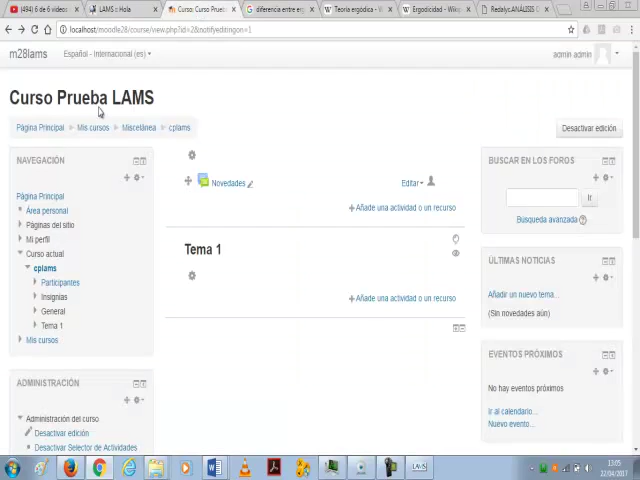 (494) 6 de 6 videos
LAMS :: Hola
Curso: Curso Prueb
diferencia entre erg
Teoría ergódica - W
Ergodicidad - Wikip
Redalyc.ANÁLISIS
localhost/moodle28/course/view.php?id=2&notifyeditingon=1
m28lams
Español - Internacional (es)
admin admin
Curso Prueba LAMS
Página Principal
Mis cursos
Miscelánea
cplams
Desactivar edición
NAVEGACIÓN
Página Principal
Área personal
Páginas del sitio
Mi perfil
Curso actual
cplams
Participantes
Insignias
General
Tema 1
Mis cursos
ADMINISTRACIÓN
Administración del curso
Desactivar edición
Desactivar Selector de Actividades
Novedades
Editar
Añade una actividad o un recurso
Tema 1
Añade una actividad o un recurso
BUSCAR EN LOS FOROS
Ir
Búsqueda avanzada
ÚLTIMAS NOTICIAS
Añadir un nuevo tema...
(Sin novedades aún)
EVENTOS PRÓXIMOS
No hay eventos próximos
Ir al calendario...
Nuevo evento...
LAMS
13:05
22/04/2017